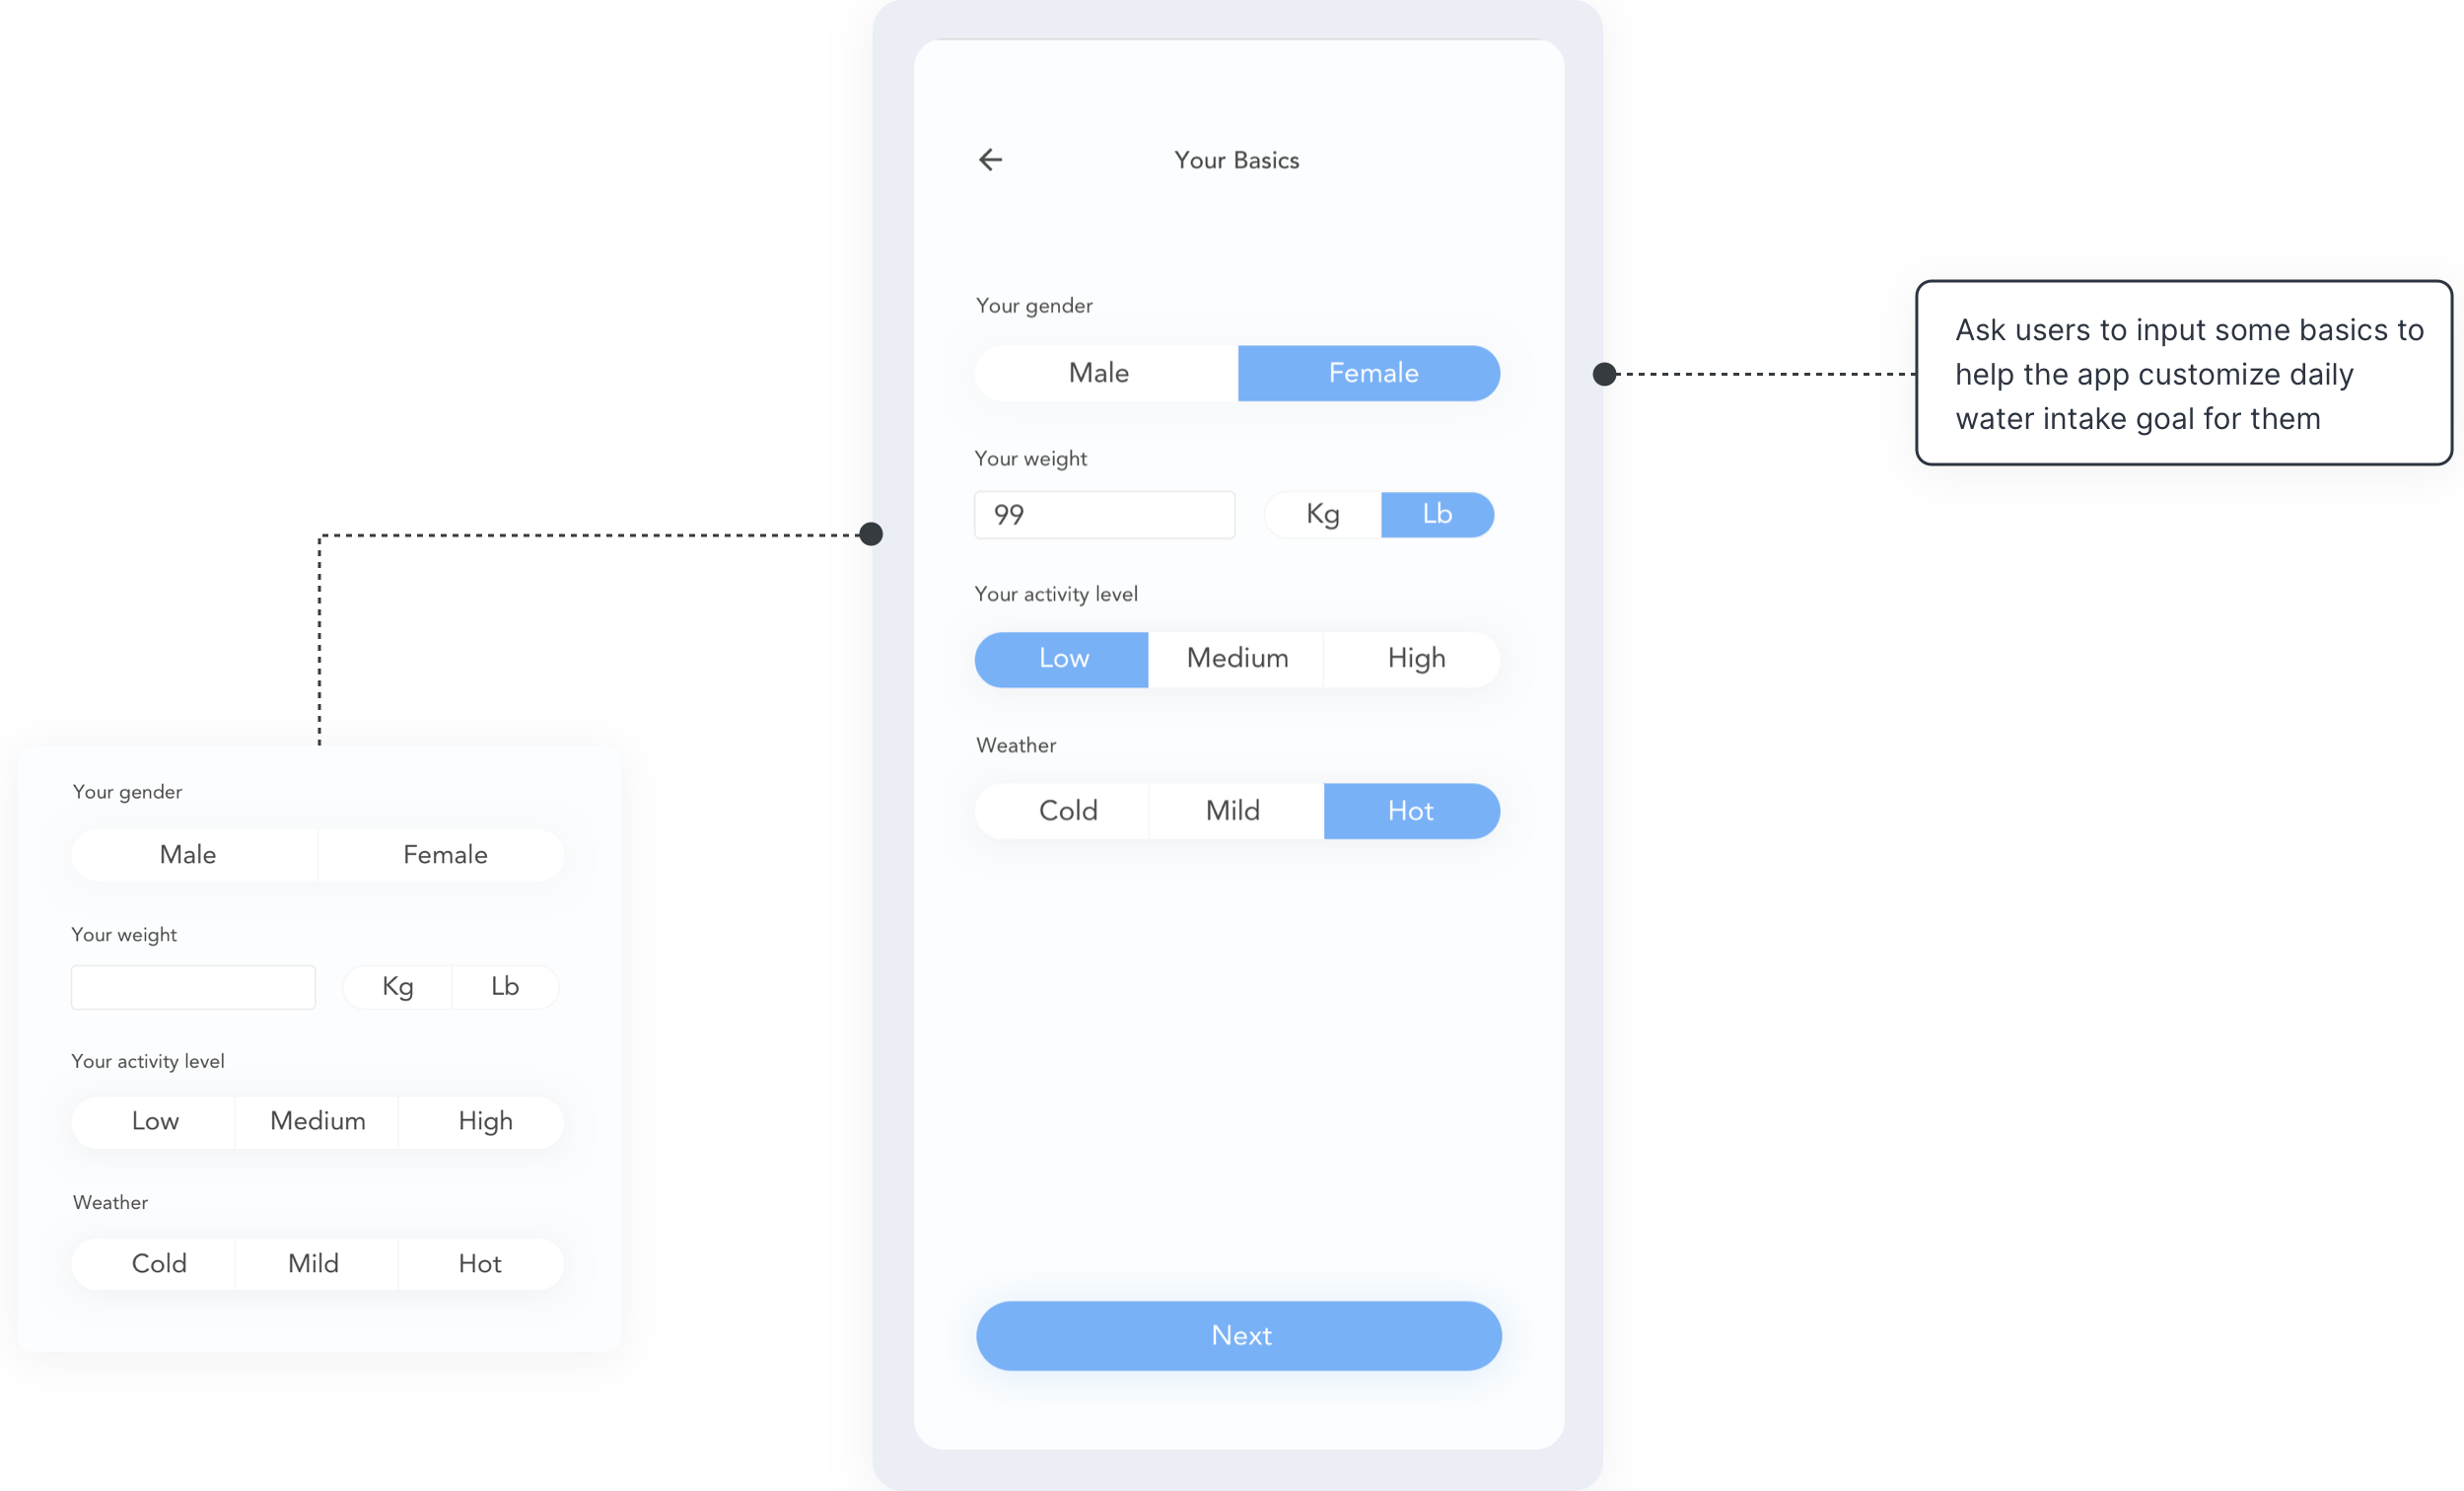 Your Basics
Your gender
Male Female
Your weight
99 Kg Lb
Your activity level
Low Medium High
Weather
Cold Mild Hot
Next
Ask users to input some basics to
help the app customize daily
water intake goal for them
Your gender
Male Female
Your weight
Kg Lb
Your activity level
Low Medium High
Weather
Cold Mild Hot